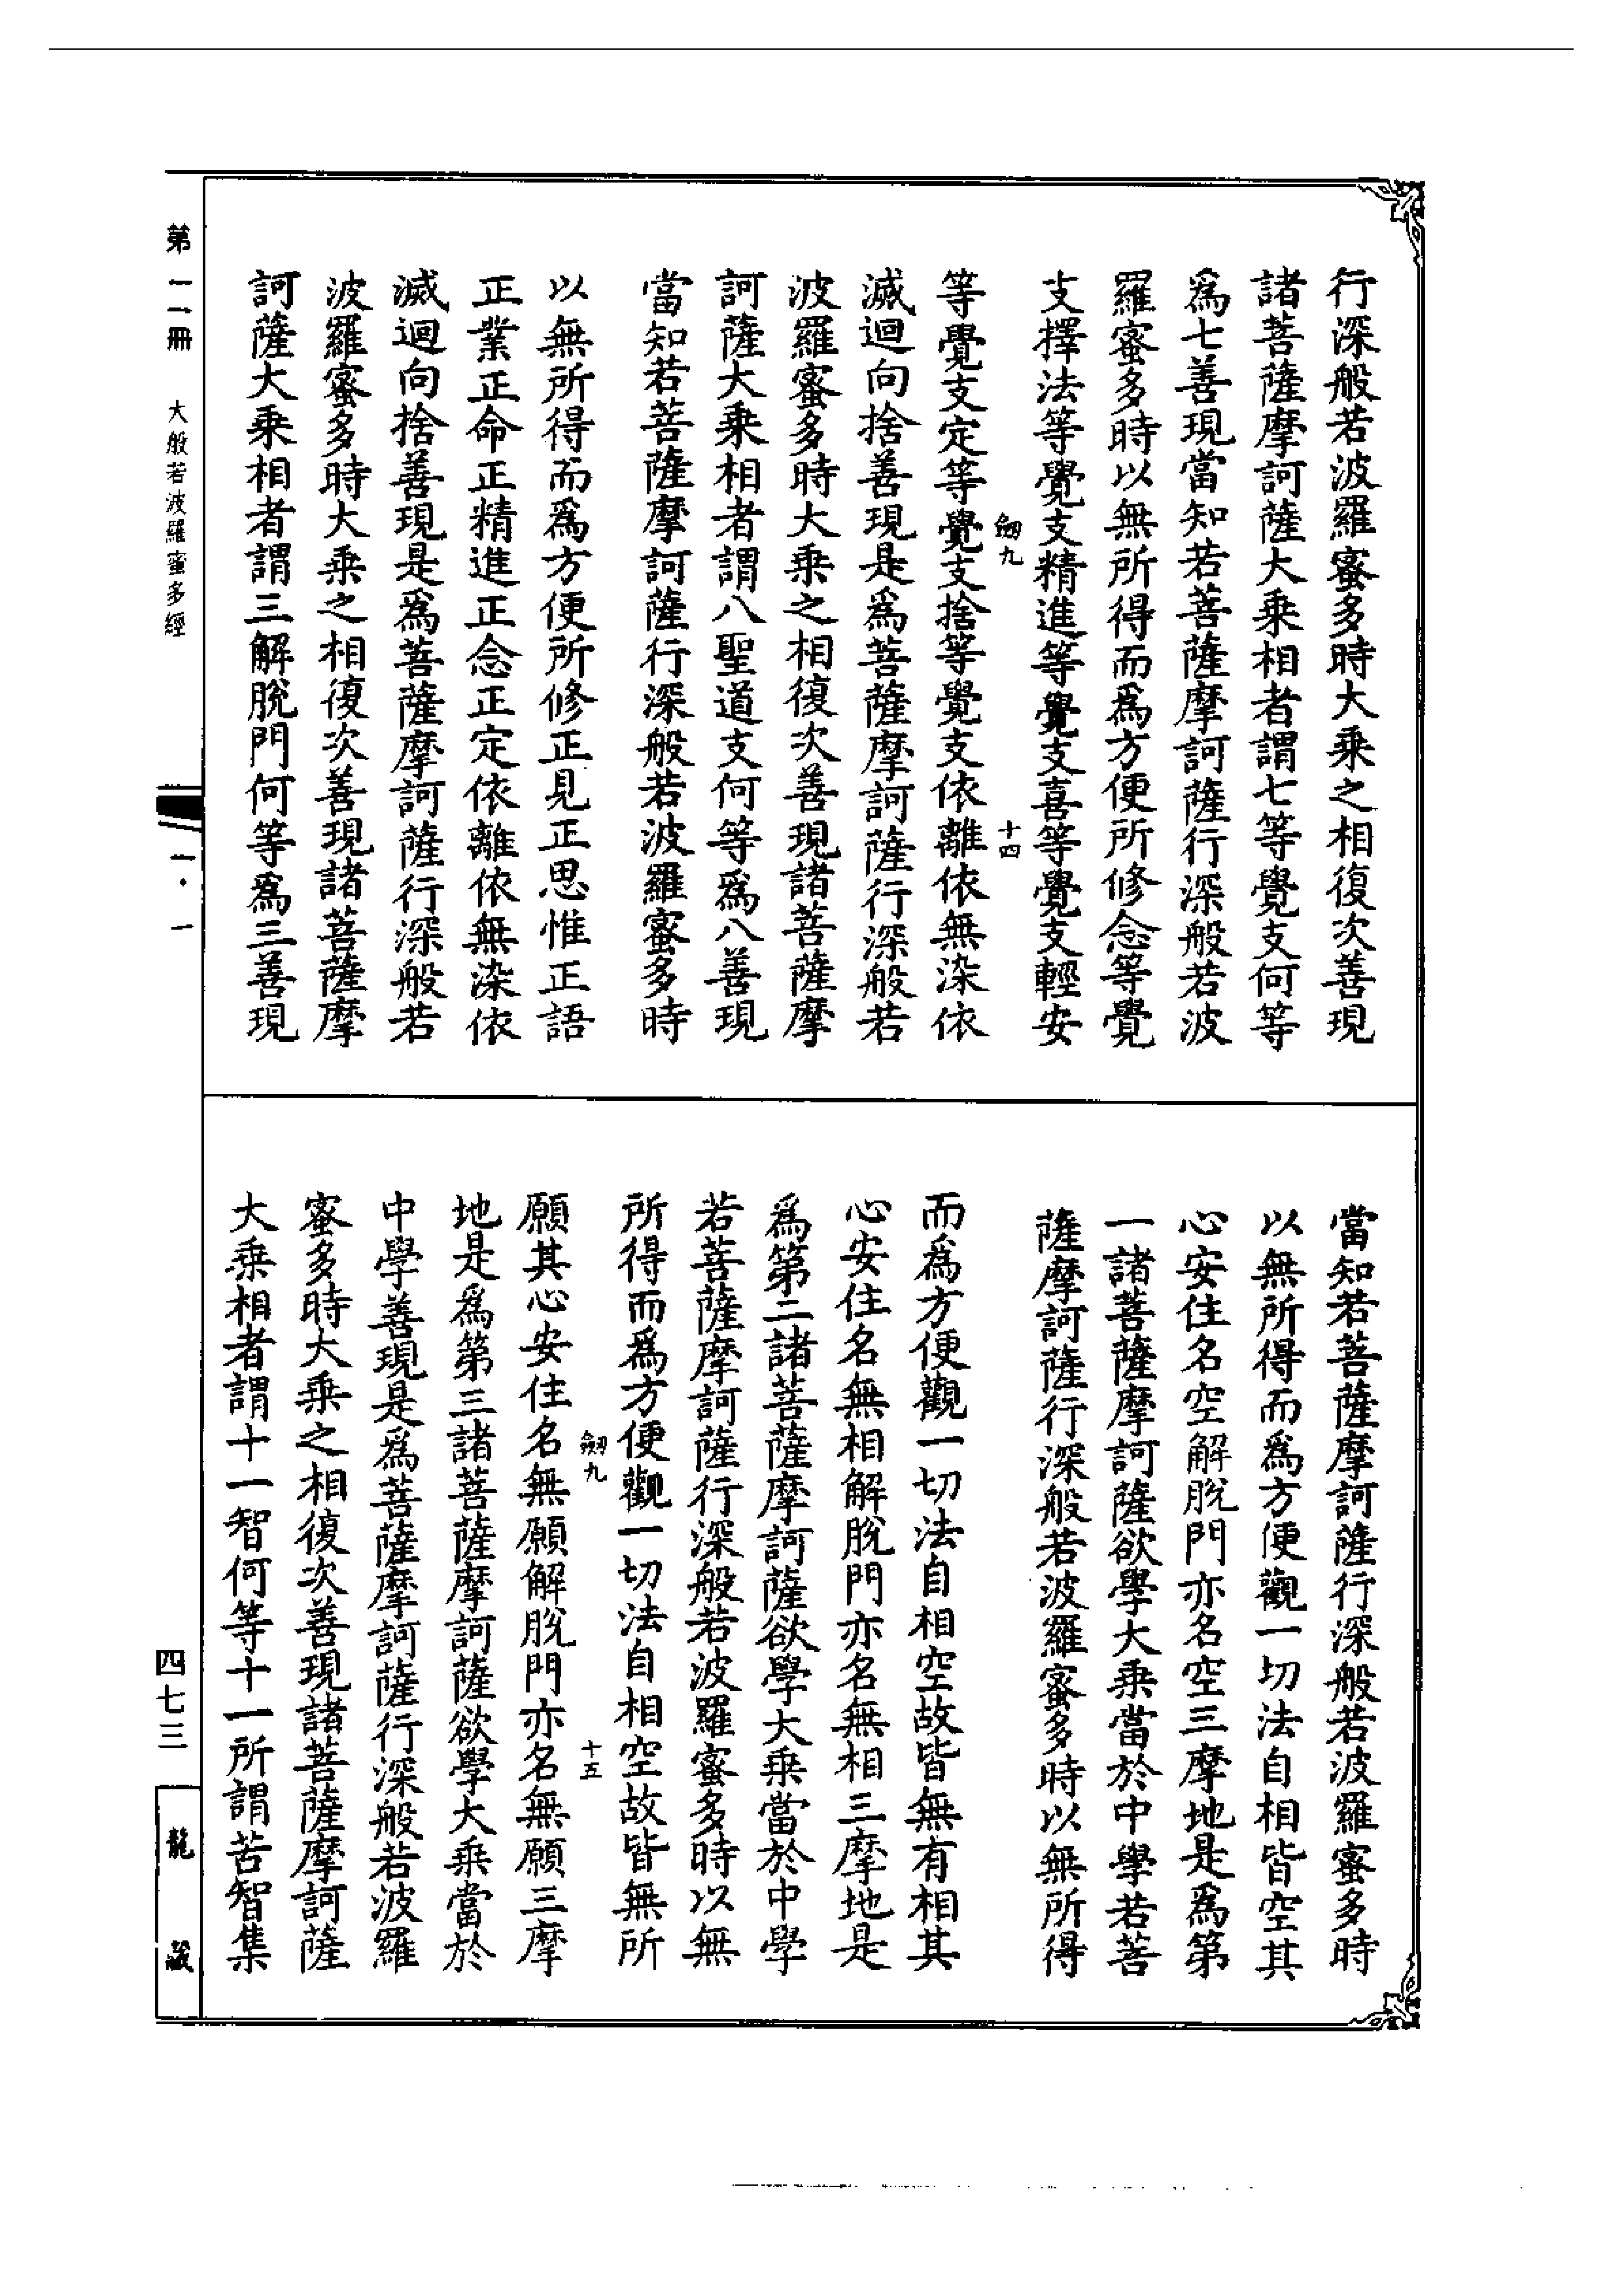 行深般若波羅蜜多時大乗之相復次善現
諸菩薩摩訶薩大乗相者謂七等覺支何等
爲七善現當知若菩薩摩訶薩行深般若波
羅蜜多時以無所得而爲方便所修念等覺
支擇法等覺支精進等覺支喜等覺支輕安
劒九 十四
等覺支定等覺支捨等覺支依離依無染依
滅迴向捨善現是爲菩薩摩訶薩行深般若
波羅蜜多時大乗之相復次善現諸菩薩摩
訶薩大乗相者謂八聖道支何等爲八善現
當知若菩薩摩訶薩行深般若波羅蜜多時
以無所得而爲方便所修正見正思惟正語
正業正命正精進正念正定依離依無染依
滅迴向捨善現是爲菩薩摩訶薩行深般若
波羅蜜多時大乗之相復次善現諸菩薩摩
訶薩大乗相者謂三解脫門何等爲三善現
當知若菩薩摩訶薩行深般若波羅蜜多時
以無所得而爲方便觀一切法自相皆空其
心安住名空解脫門亦名空三摩地是爲第
一諸菩薩摩訶薩欲學大乗當於中學若菩
薩摩訶薩行深般若波羅蜜多時以無所得
而爲方便觀一切法自相空故皆無有相其
心安住名無相解脫門亦名無相三摩地是
爲第二諸菩薩摩訶薩欲學大乗當於中學
若菩薩摩訶薩行深般若波羅蜜多時以無
所得而爲方便觀一切法自相空故皆無所
劒九 十五
願其心安住名無願解脫門亦名無願三摩
地是爲第三諸菩薩摩訶薩欲學大乗當於
中學善現是爲菩薩摩訶薩行深般若波羅
蜜多時大乗之相復次善現諸菩薩摩訶薩
大乗相者謂十一智何等十一所謂苦智集
第二冊 大般若波羅蜜多經 一·一
四七三 龍藏